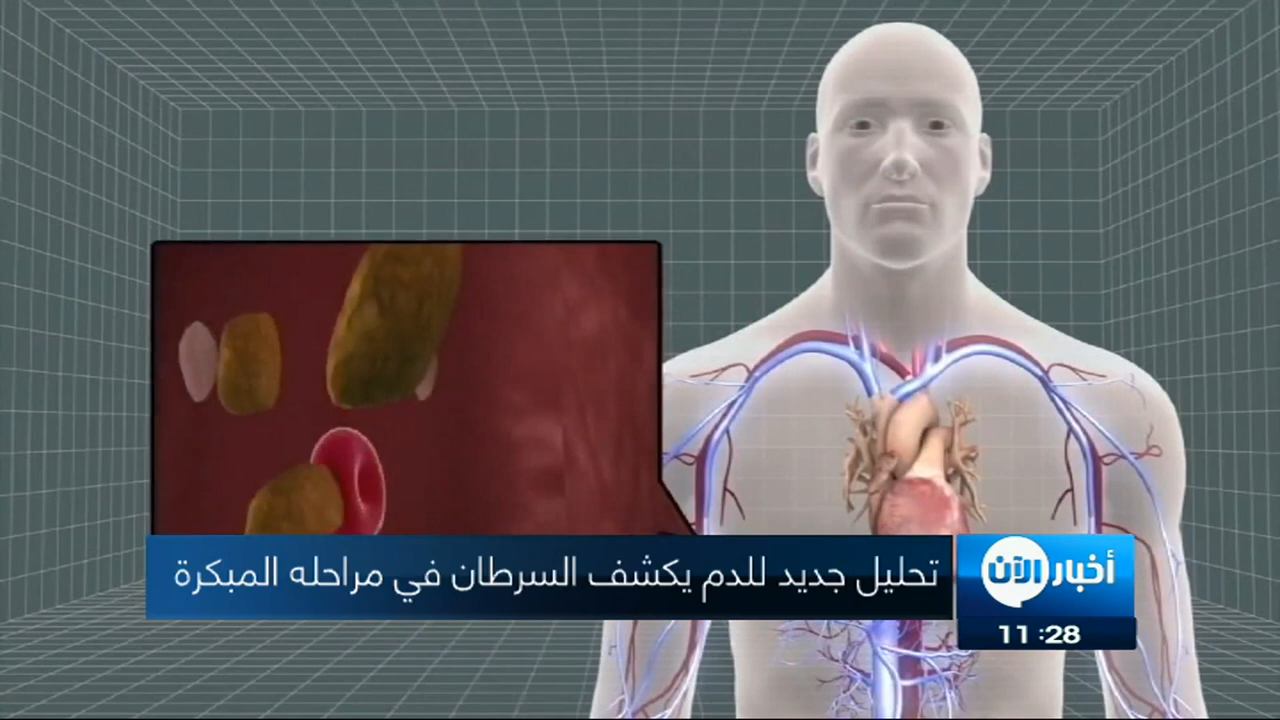 تحليل جديد للدم يكشف السرطان في مراحله المبكرة
أخبار الآن
11:28